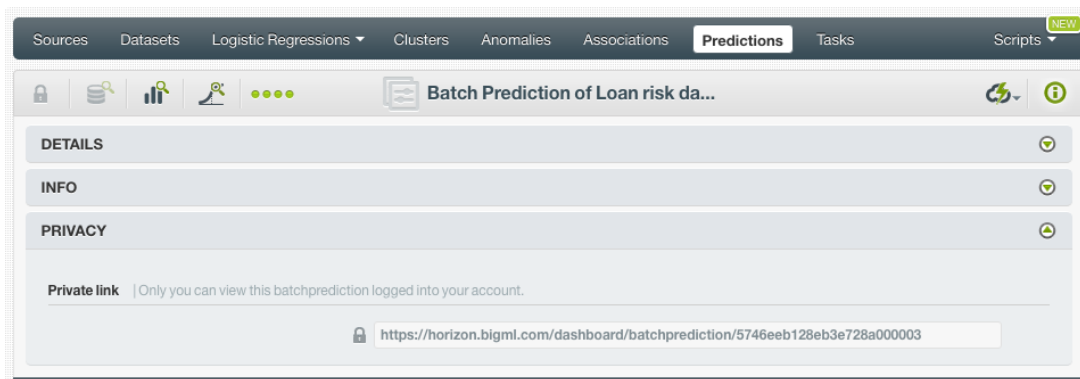 NEW
Sources Datasets Logistic Regressions Clusters Anomalies Associations Predictions Tasks Scripts
Batch Prediction of Loan risk da...
DETAILS
INFO
PRIVACY
Private link | Only you can view this batchprediction logged into your account.
https://horizon.bigml.com/dashboard/batchprediction/5746eeb128eb3e728a000003